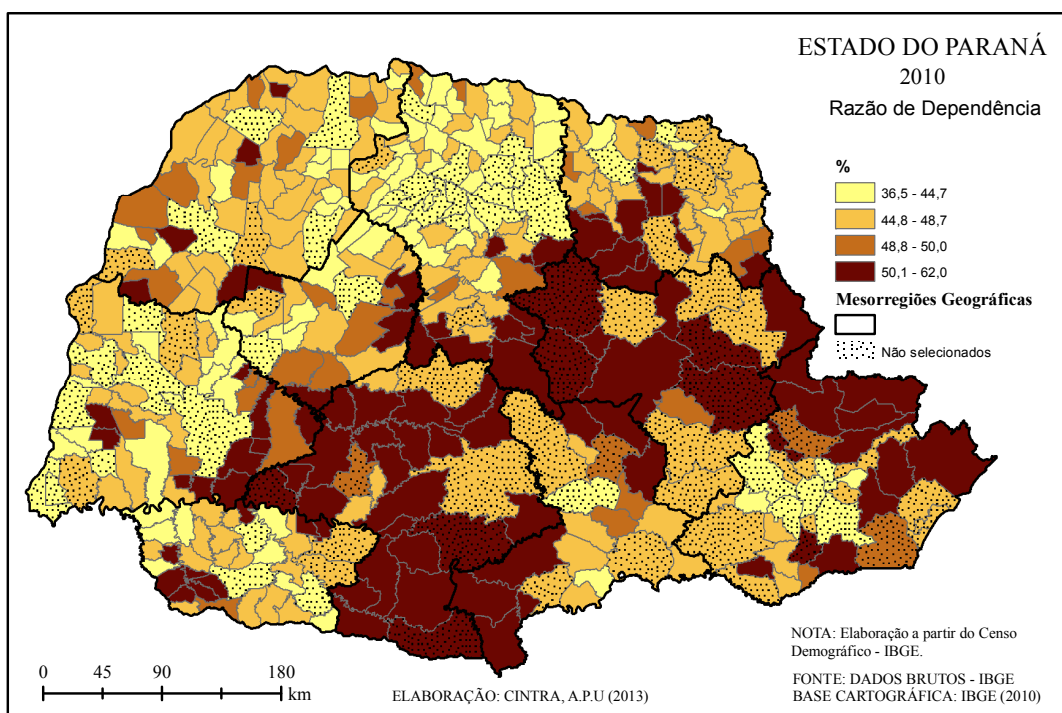 ESTADO DO PARANÁ
2010
Razão de Dependência
%
36,5 - 44,7
44,8 - 48,7
48,8 - 50,0
50,1 - 62,0
Mesorregiões Geográficas
Não selecionados
NOTA: Elaboração a partir do Censo
Demográfico - IBGE.
FONTE: DADOS BRUTOS - IBGE
BASE CARTOGRÁFICA: IBGE (2010)
0 45 90 180
km
ELABORAÇÃO: CINTRA, A.P.U (2013)